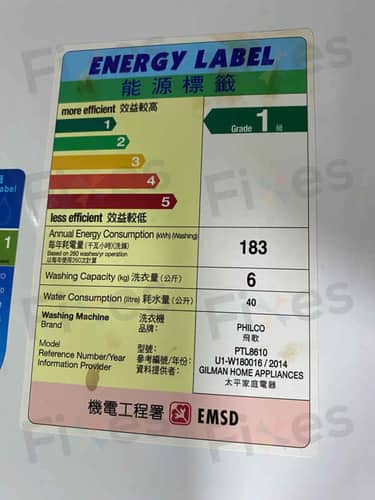 ENERGY LABEL
能源標籤
more efficient 效益較高
1
2
3
4
5
less efficient 效益較低
Grade 1 級
Annual Energy Consumption (kWh) (Washing)
每年耗電量 (千瓦小時)(洗滌)
Based on 260 washes/yr operation
以每年使用260次計算
183
Washing Capacity (kg) 洗衣量 (公斤)
6
Water Consumption (litre) 耗水量 (公升)
40
Washing Machine 洗衣機
Brand 品牌:
PHILCO
飛歌
Model 型號:
PTL8610
Reference Number/Year 參考編號/年份:
U1-W180016 / 2014
Information Provider 資料提供者:
GILMAN HOME APPLIANCES
太平家庭電器
機電工程署 EMSD
abel
1
Fixes